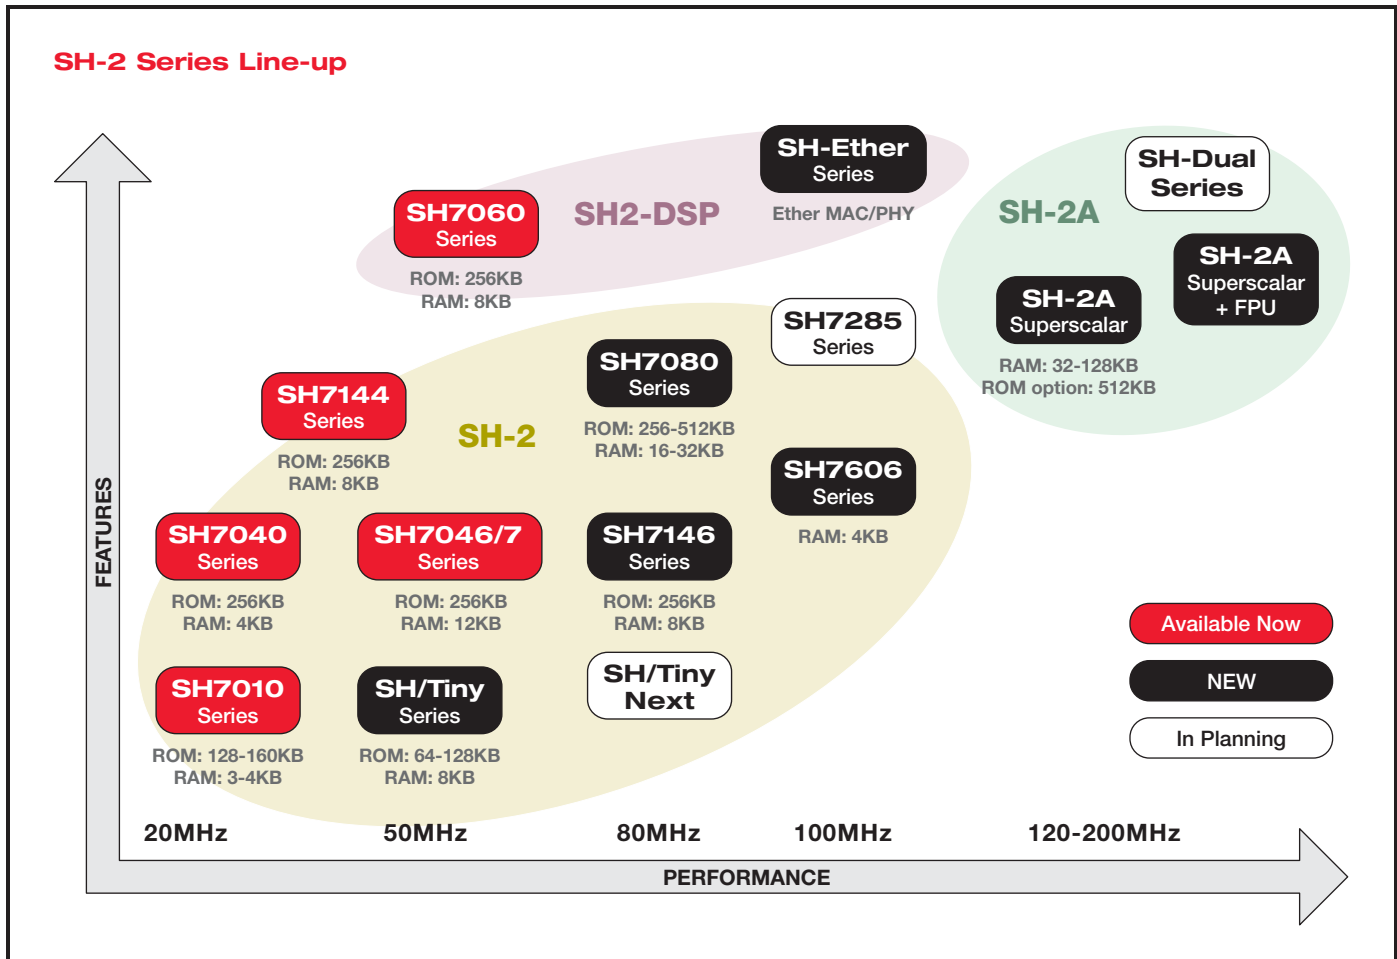 SH-2 Series Line-up
FEATURES
SH-Ether
Series
Ether MAC/PHY
SH2-DSP
SH7060
Series
ROM: 256KB
RAM: 8KB
SH-2A
SH-Dual
Series
SH-2A
Superscalar
+ FPU
SH-2A
Superscalar
RAM: 32-128KB
ROM option: 512KB
SH7285
Series
SH7080
Series
ROM: 256-512KB
RAM: 16-32KB
SH7144
Series
ROM: 256KB
RAM: 8KB
SH-2
SH7606
Series
RAM: 4KB
SH7040
Series
ROM: 256KB
RAM: 4KB
SH7046/7
Series
ROM: 256KB
RAM: 12KB
SH7146
Series
ROM: 256KB
RAM: 8KB
SH7010
Series
ROM: 128-160KB
RAM: 3-4KB
SH/Tiny
Series
ROM: 64-128KB
RAM: 8KB
SH/Tiny
Next
Available Now
NEW
In Planning
20MHz
50MHz
80MHz
100MHz
120-200MHz
PERFORMANCE